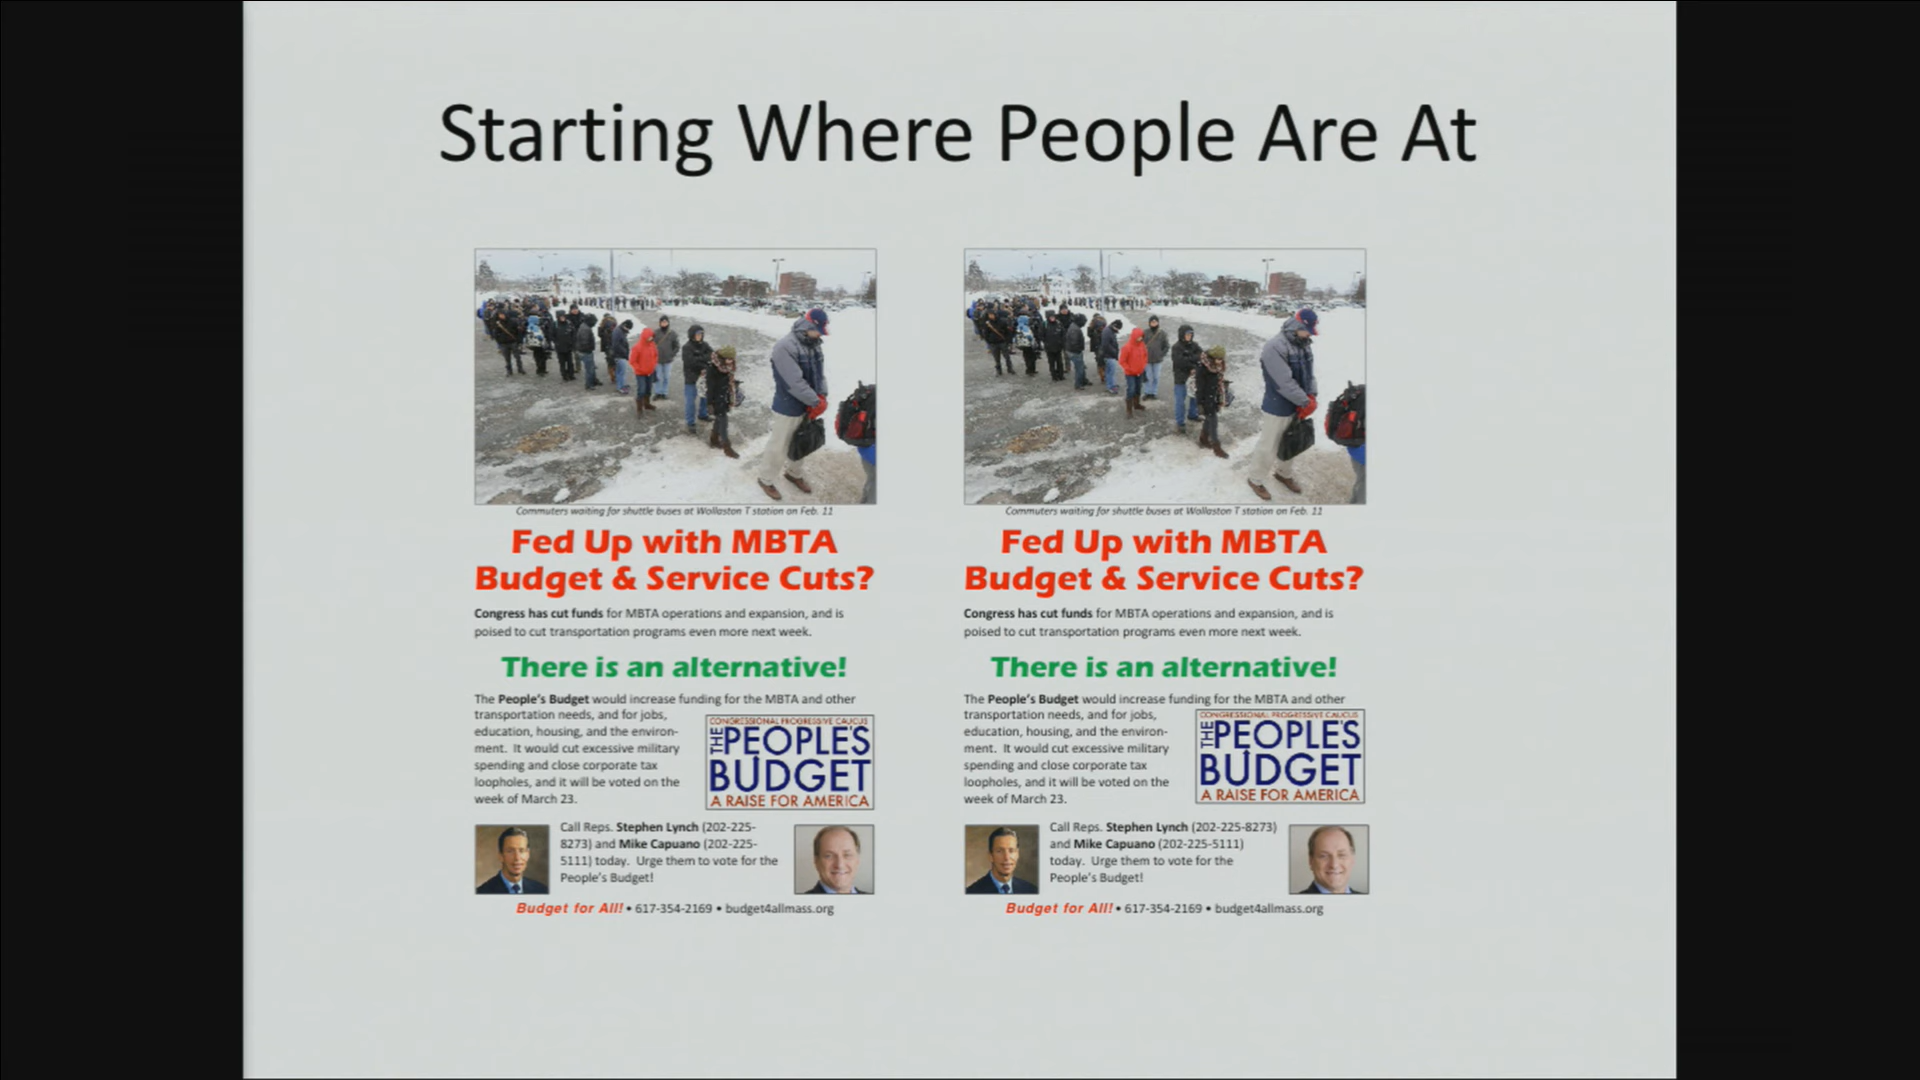 Starting Where People Are At
Commuters waiting for shuttle buses at Wollaston T station on Feb. 11
Fed Up with MBTA
Budget & Service Cuts?
Congress has cut funds for MBTA operations and expansion, and is
poised to cut transportation programs even more next week.
There is an alternative!
The People's Budget would increase funding for the MBTA and other
transportation needs, and for jobs,
education, housing, and the environ-
ment. It would cut excessive military
spending and close corporate tax
loopholes, and it will be voted on the
week of March 23.
CONGRESSIONAL PROGRESSIVE CAUCUS
THE PEOPLE'S
BUDGET
A RAISE FOR AMERICA
Call Reps. Stephen Lynch (202-225-
8273) and Mike Capuano (202-225-
5111) today. Urge them to vote for the
People's Budget!
Budget for All! • 617-354-2169 • budget4allmass.org
Commuters waiting for shuttle buses at Wollaston T station on Feb. 11
Fed Up with MBTA
Budget & Service Cuts?
Congress has cut funds for MBTA operations and expansion, and is
poised to cut transportation programs even more next week.
There is an alternative!
The People's Budget would increase funding for the MBTA and other
transportation needs, and for jobs,
education, housing, and the environ-
ment. It would cut excessive military
spending and close corporate tax
loopholes, and it will be voted on the
week of March 23.
CONGRESSIONAL PROGRESSIVE CAUCUS
THE PEOPLE'S
BUDGET
A RAISE FOR AMERICA
Call Reps. Stephen Lynch (202-225-8273)
and Mike Capuano (202-225-5111)
today. Urge them to vote for the
People's Budget!
Budget for All! • 617-354-2169 • budget4allmass.org